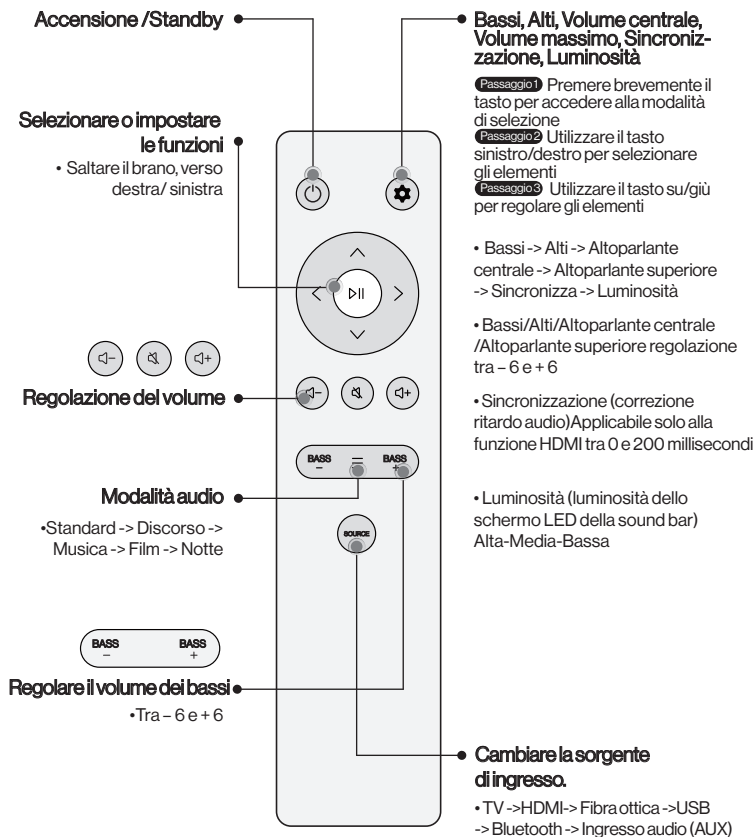 Accensione /Standby
Selezionare o impostare
le funzioni
• Saltare il brano, verso
destra/ sinistra
Regolazione del volume
Modalità audio
•Standard -> Discorso ->
Musica -> Film -> Notte
BASS BASS
– +
Regolare il volume dei bassi
•Tra – 6 e + 6
BASS BASS
– +
SOURCE
Bassi, Alti, Volume centrale,
Volume massimo, Sincroniz-
zazione, Luminosità
Passaggio1 Premere brevemente il
tasto per accedere alla modalità
di selezione
Passaggio2 Utilizzare il tasto
sinistro/destro per selezionare
gli elementi
Passaggio3 Utilizzare il tasto su/giù
per regolare gli elementi
• Bassi -> Alti -> Altoparlante
centrale -> Altoparlante superiore
-> Sincronizza -> Luminosità
• Bassi/Alti/Altoparlante centrale
/Altoparlante superiore regolazione
tra – 6 e + 6
• Sincronizzazione (correzione
ritardo audio)Applicabile solo alla
funzione HDMI tra 0 e 200 millisecondi
• Luminosità (luminosità dello
schermo LED della sound bar)
Alta-Media-Bassa
Cambiare la sorgente
di ingresso.
• TV ->HDMI-> Fibra ottica ->USB
-> Bluetooth -> Ingresso audio (AUX)